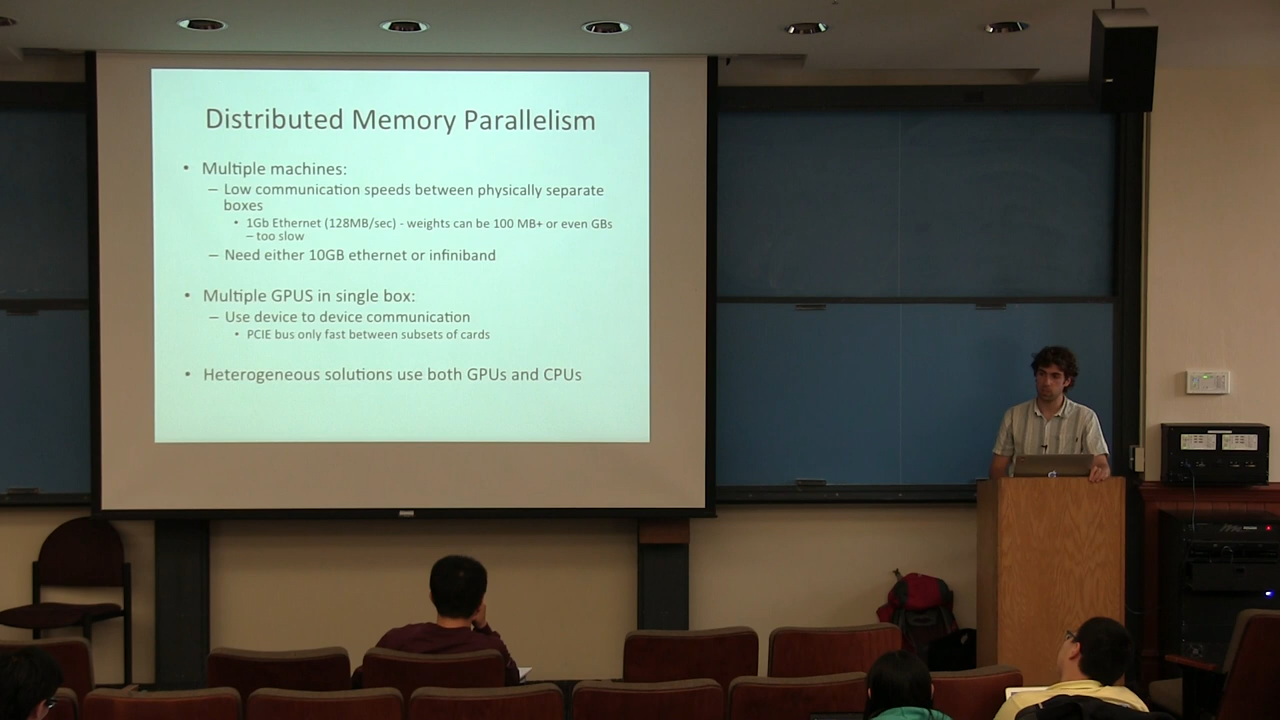 Distributed Memory Parallelism
• Multiple machines:
– Low communication speeds between physically separate
boxes
• 1Gb Ethernet (128MB/sec) - weights can be 100 MB+ or even GBs
– too slow
– Need either 10GB ethernet or infiniband
• Multiple GPUS in single box:
– Use device to device communication
• PCIE bus only fast between subsets of cards
• Heterogeneous solutions use both GPUs and CPUs